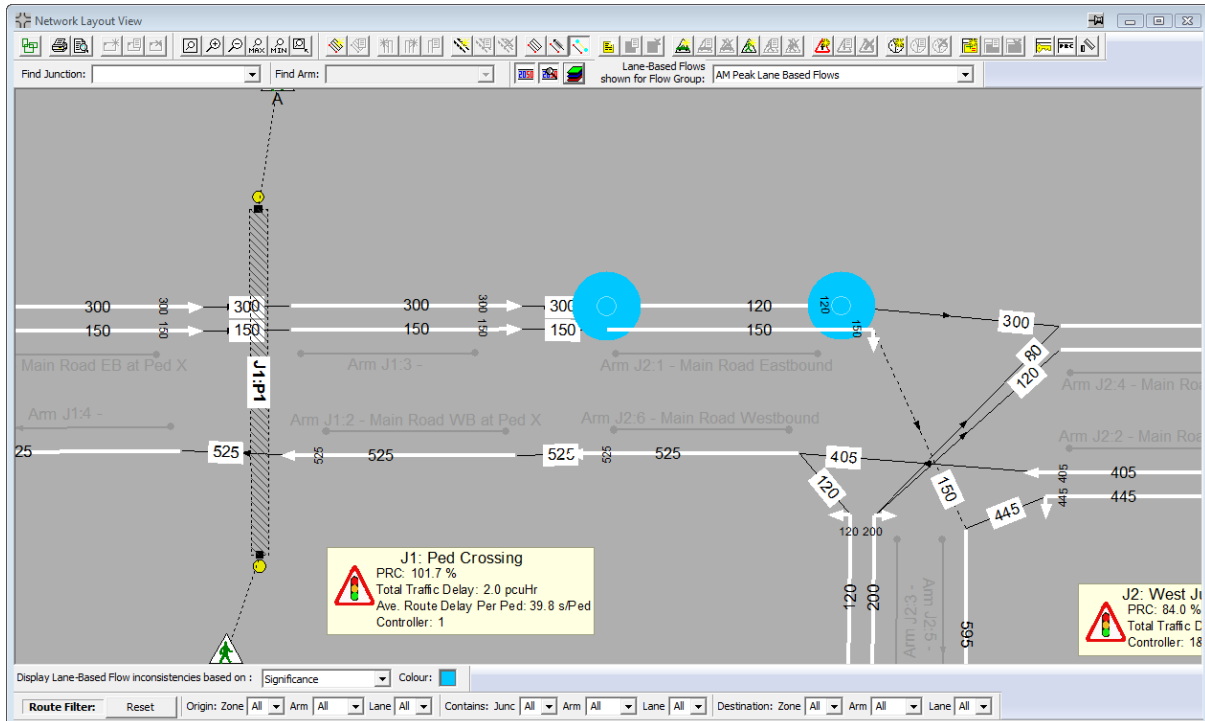 Network Layout View
MAX MIN
PRC
Find Junction: Find Arm: 2050 Lane-Based Flows
shown for Flow Group: AM Peak Lane Based Flows
A
300 300 300 300 300 300 120 120 300
150 150 150 150 150 150 150 150
80
120
Main Road EB at Ped X Arm J1:3 - Arm J2:1 - Main Road Eastbound Arm J2:4 - Main Roa
J1:P1
Arm J1:4 - Arm J1:2 - Main Road WB at Ped X Arm J2:6 - Main Road Westbound Arm J2:2 - Main Roa
25 525 525 525 525 525 525 405 405 405
120 150 445 445 445
120 200
120 200 Arm J2:3 - Arm J2:5 - 595
J1: Ped Crossing
PRC: 101.7 %
Total Traffic Delay: 2.0 pcuHr
Ave. Route Delay Per Ped: 39.8 s/Ped
Controller: 1
J2: West Ju
PRC: 84.0 %
Total Traffic D
Controller: 1&
Display Lane-Based Flow inconsistencies based on : Significance Colour:
Route Filter: Reset Origin: Zone All Arm All Lane All Contains: Junc All Arm All Lane All Destination: Zone All Arm All Lane All